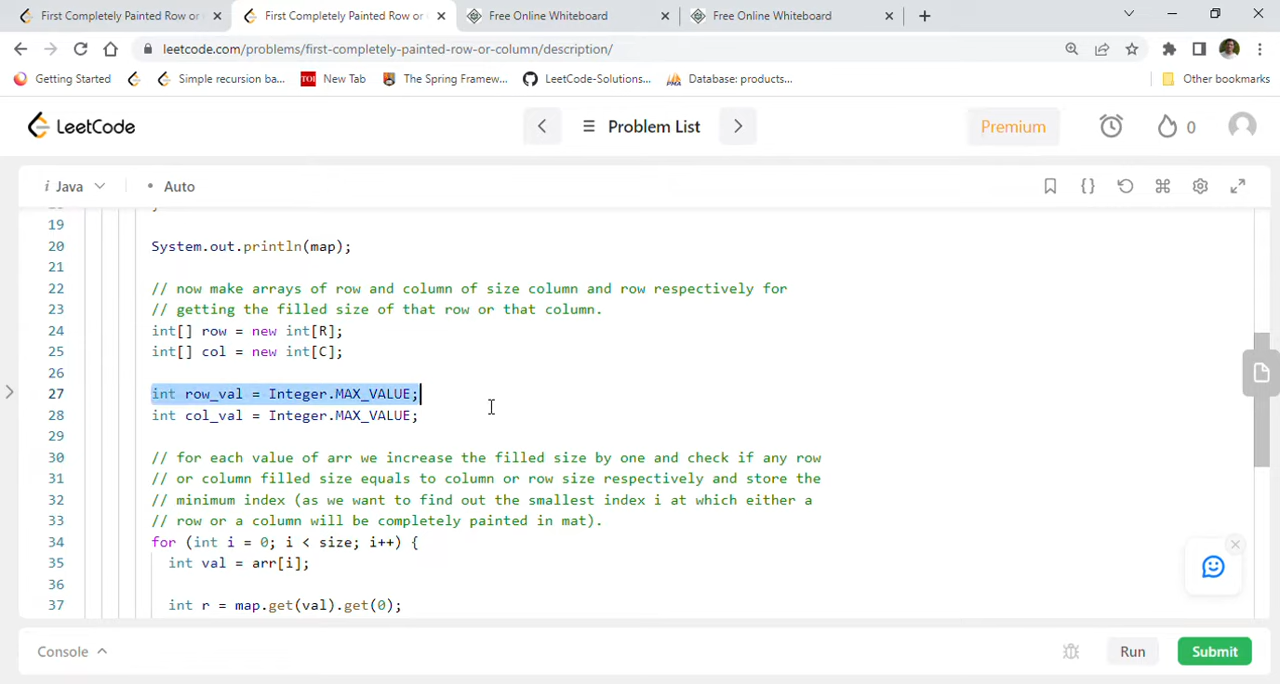 First Completely Painted Row or
First Completely Painted Row or
Free Online Whiteboard
Free Online Whiteboard
leetcode.com/problems/first-completely-painted-row-or-column/description/
Getting Started
Simple recursion ba...
TOI New Tab
The Spring Framew...
LeetCode-Solutions...
Database: products...
Other bookmarks
LeetCode
Problem List
Premium
0
i Java
• Auto
19
20 System.out.println(map);
21
22 // now make arrays of row and column of size column and row respectively for
23 // getting the filled size of that row or that column.
24 int[] row = new int[R];
25 int[] col = new int[C];
26
27 int row_val = Integer.MAX_VALUE;
28 int col_val = Integer.MAX_VALUE;
29
30 // for each value of arr we increase the filled size by one and check if any row
31 // or column filled size equals to column or row size respectively and store the
32 // minimum index (as we want to find out the smallest index i at which either a
33 // row or a column will be completely painted in mat).
34 for (int i = 0; i < size; i++) {
35 int val = arr[i];
36
37 int r = map.get(val).get(0);
Console
Run
Submit